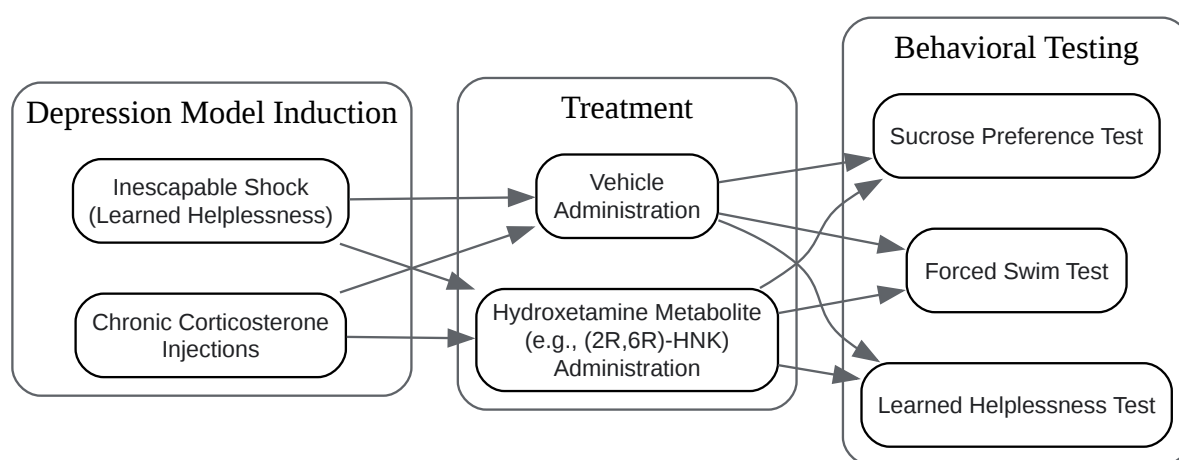 Depression Model Induction
Inescapable Shock
(Learned Helplessness)
Chronic Corticosterone
Injections
Treatment
Vehicle
Administration
Hydroxetamine Metabolite
(e.g., (2R,6R)-HNK)
Administration
Behavioral Testing
Sucrose Preference Test
Forced Swim Test
Learned Helplessness Test